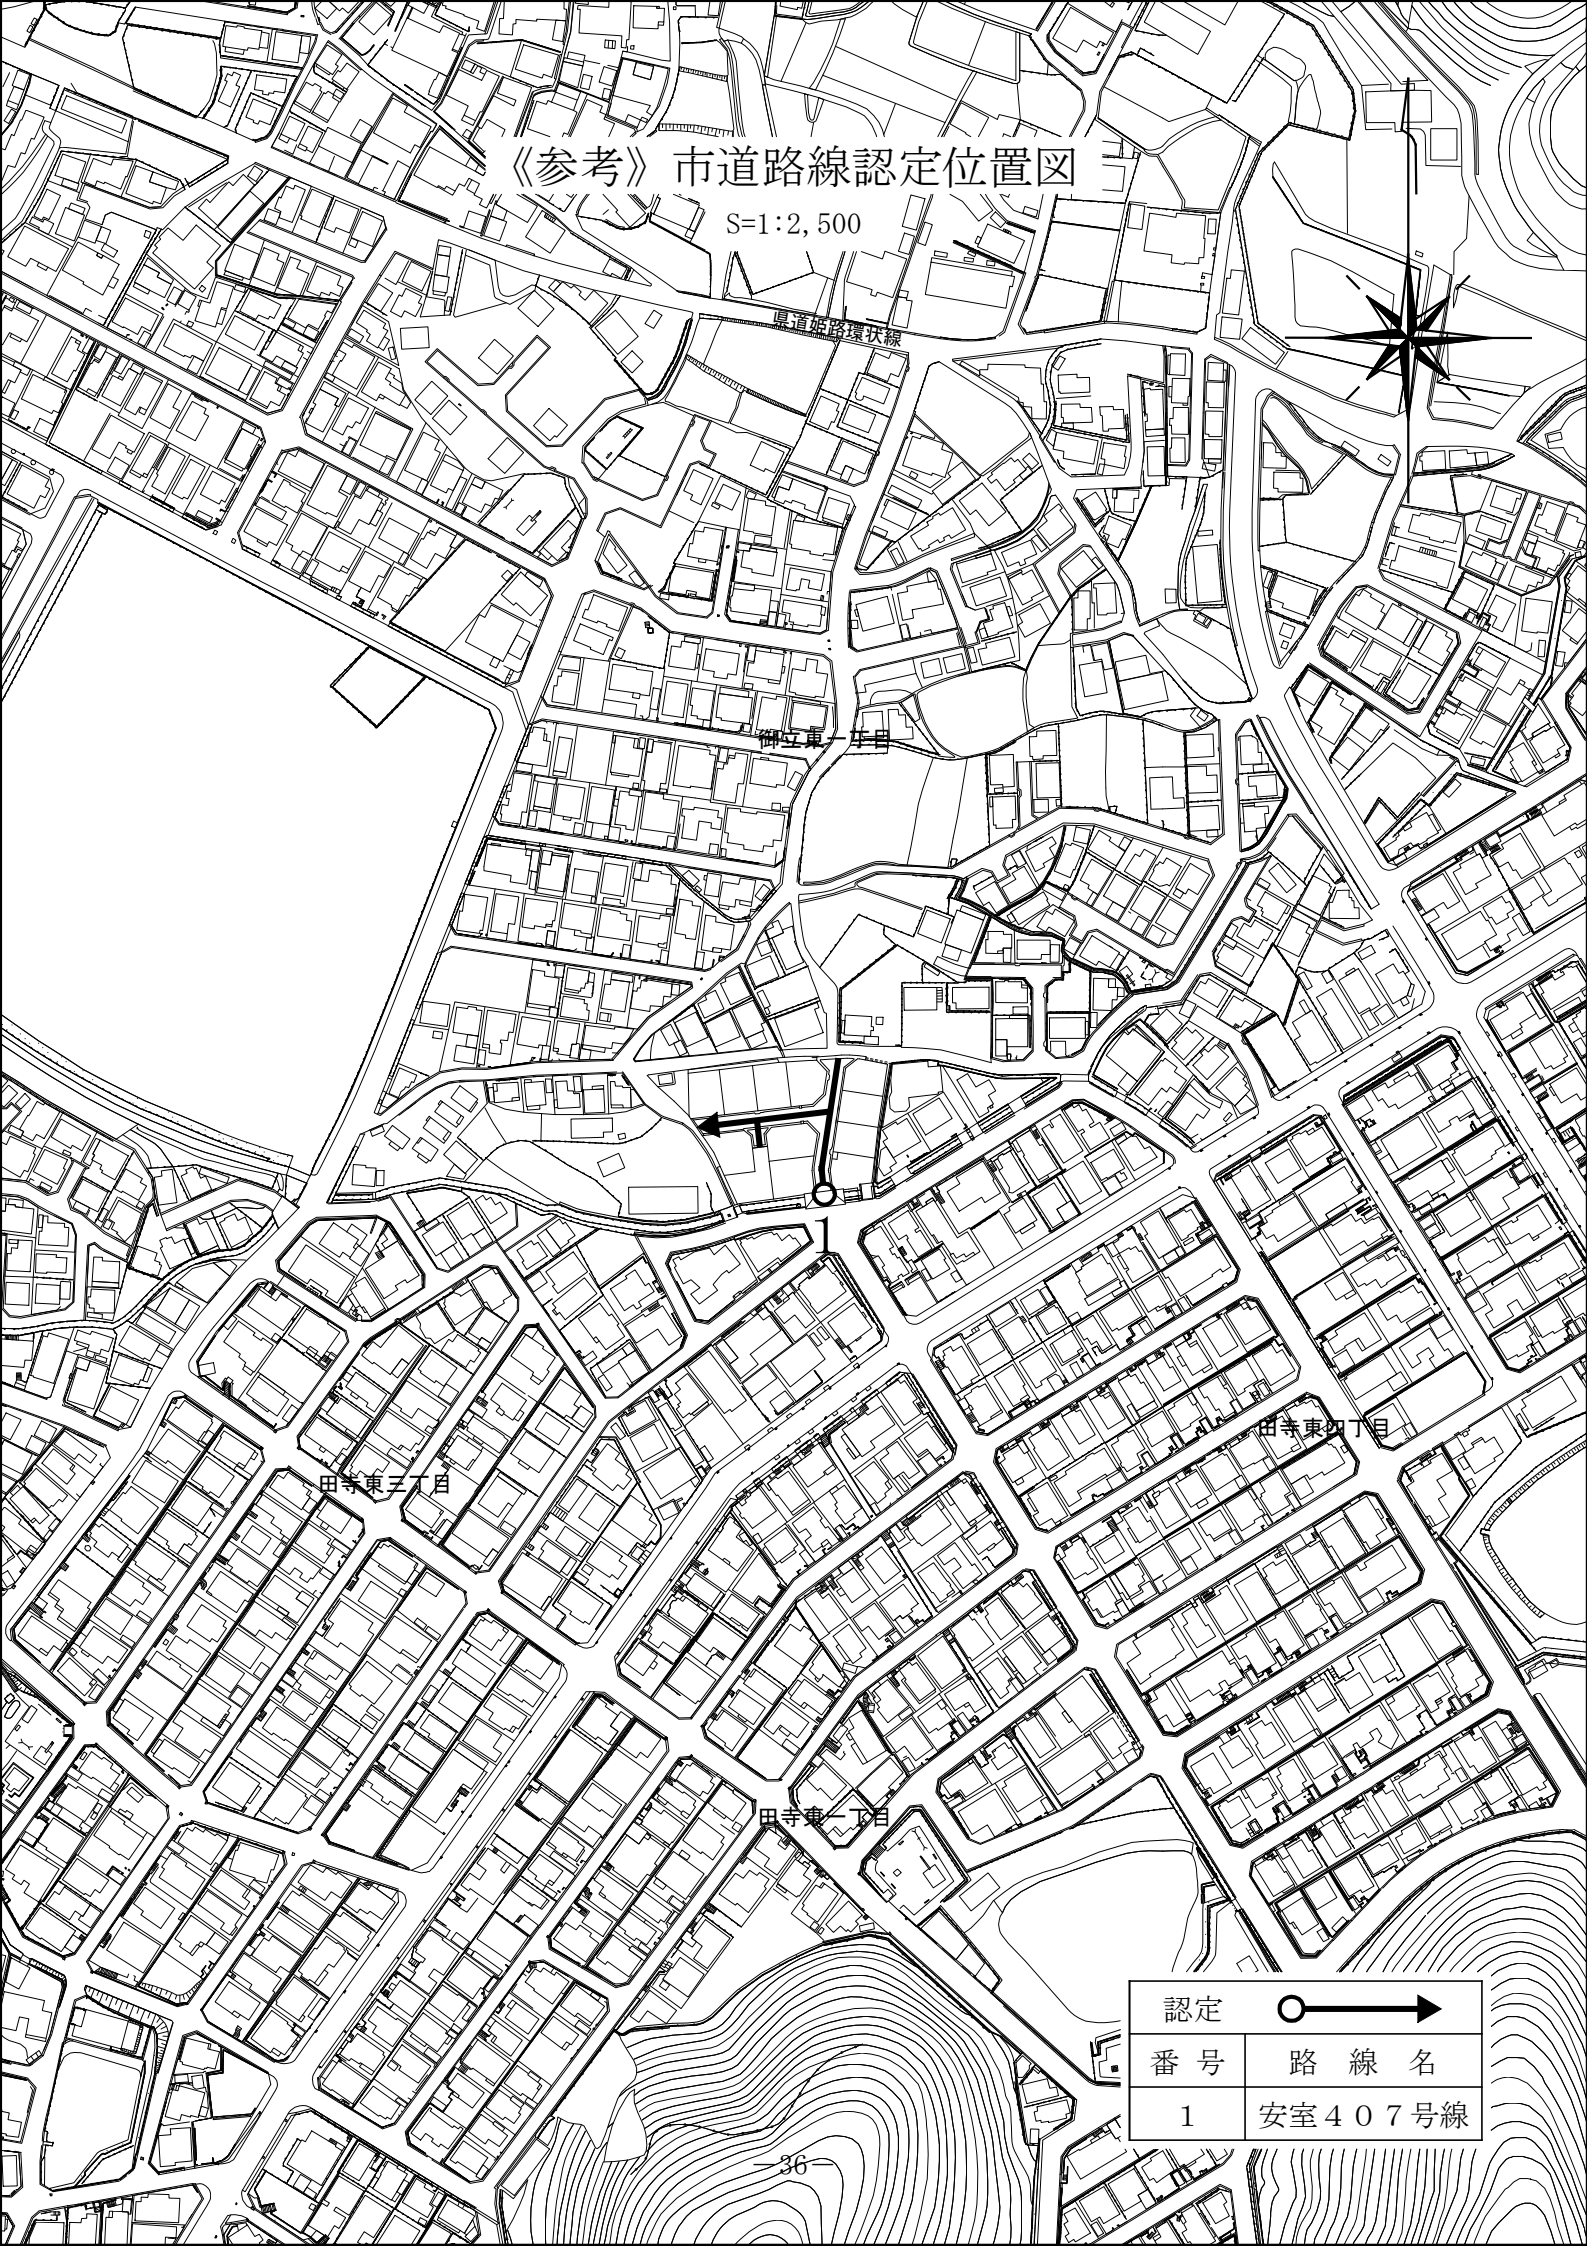 《参考》市道路線認定位置図
S=1:2,500
県道姫路環状線
御立東一丁目
1
田寺東四丁目
田寺東三丁目
田寺東一丁目
認定
番 号 路 線 名
1 安室４０７号線
－36－